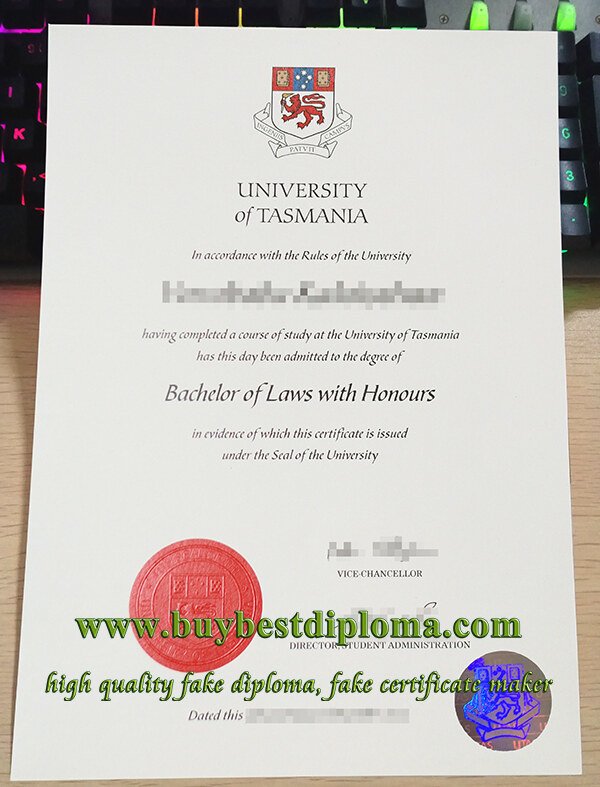 INGENIIS
CAMPUS
PATUIT
UNIVERSITY
of TASMANIA
In accordance with the Rules of the University
having completed a course of study at the University of Tasmania
has this day been admitted to the degree of
Bachelor of Laws with Honours
in evidence of which this certificate is issued
under the Seal of the University
VICE-CHANCELLOR
www.buybestdiploma.com
DIRECTOR, STUDENT ADMINISTRATION
high quality fake diploma, fake certificate maker
Dated this
K